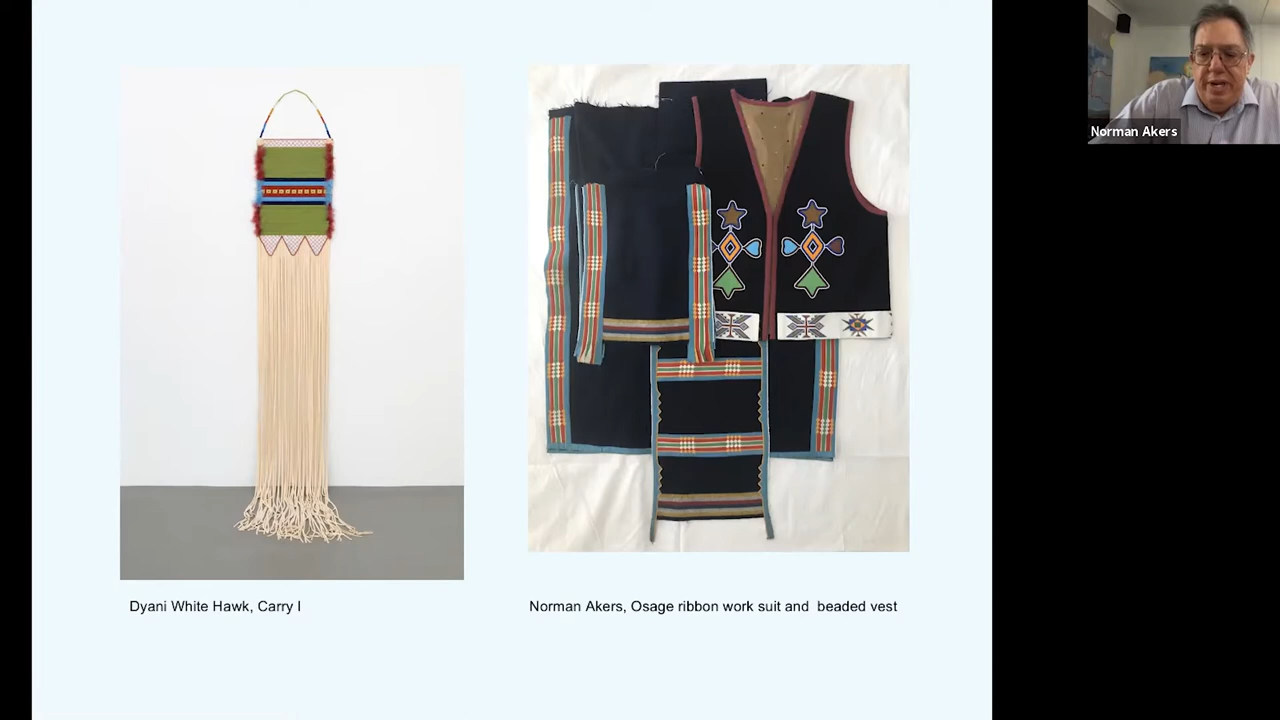 Norman Akers
Dyani White Hawk, Carry I
Norman Akers, Osage ribbon work suit and  beaded vest